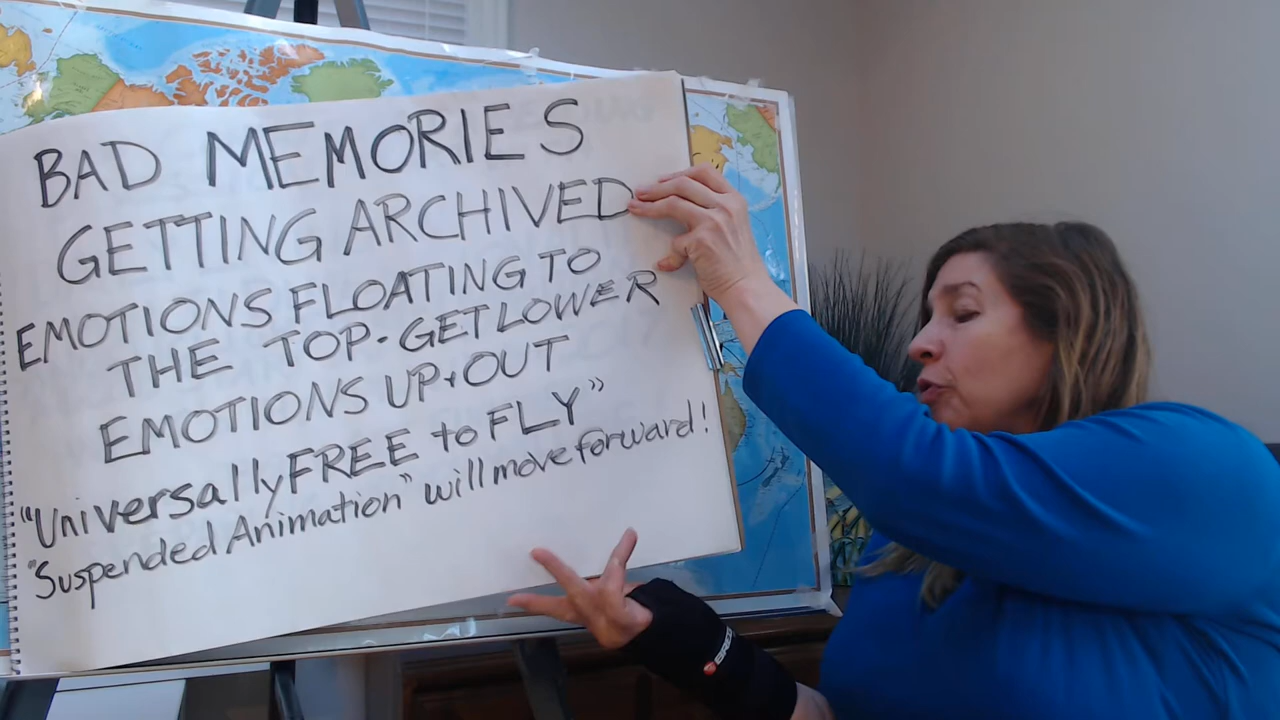 BAD MEMORIES
GETTING ARCHIVED
EMOTIONS FLOATING TO
THE TOP - GET LOWER
EMOTIONS UP + OUT
"Universally FREE to FLY"
"Suspended Animation" will move forward!